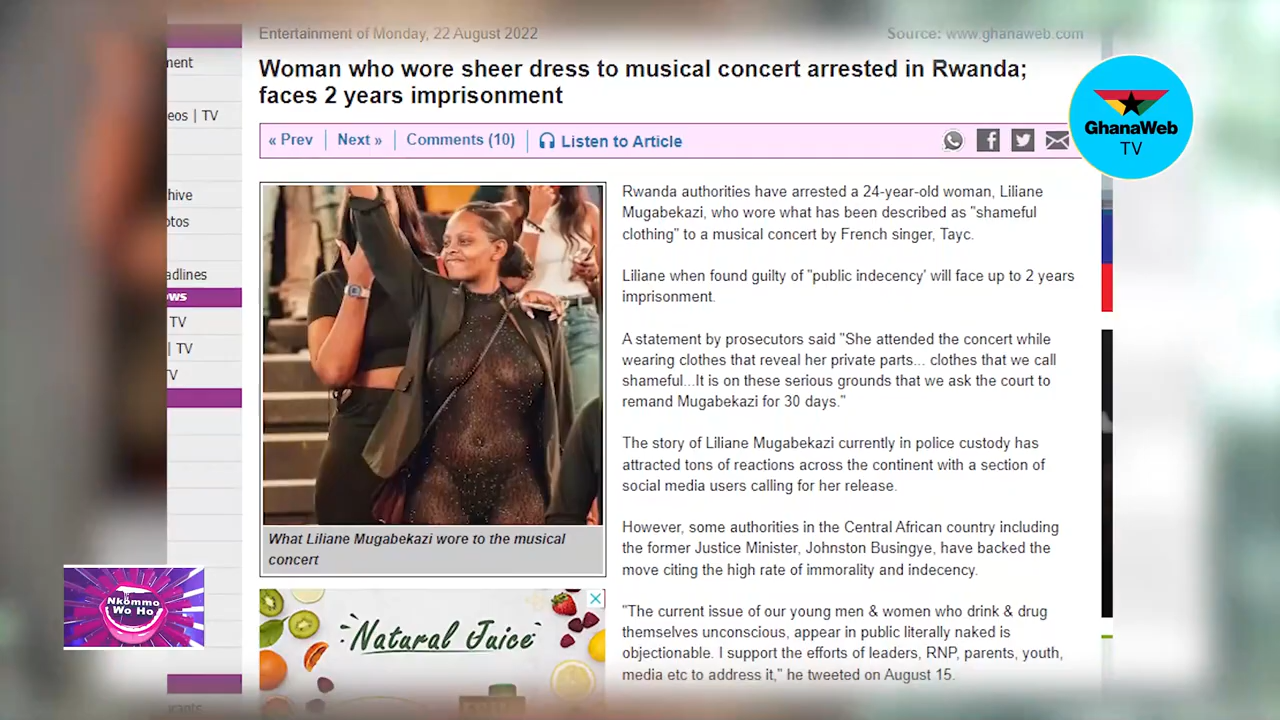 Entertainment of Monday, 22 August 2022
Source: www.ghanaweb.com
Woman who wore sheer dress to musical concert arrested in Rwanda;
faces 2 years imprisonment
« Prev
Next »
Comments (10)
Listen to Article
GhanaWeb
TV
ment
eos | TV
hive
otos
adlines
ows
TV
| TV
TV
Rwanda authorities have arrested a 24-year-old woman, Liliane
Mugabekazi, who wore what has been described as "shameful
clothing" to a musical concert by French singer, Tayc.
Liliane when found guilty of "public indecency' will face up to 2 years
imprisonment.
A statement by prosecutors said "She attended the concert while
wearing clothes that reveal her private parts... clothes that we call
shameful...It is on these serious grounds that we ask the court to
remand Mugabekazi for 30 days."
The story of Liliane Mugabekazi currently in police custody has
attracted tons of reactions across the continent with a section of
social media users calling for her release.
However, some authorities in the Central African country including
the former Justice Minister, Johnston Businqye, have backed the
move citing the high rate of immorality and indecency.
"The current issue of our young men & women who drink & drug
themselves unconscious, appear in public literally naked is
objectionable. I support the efforts of leaders, RNP, parents, youth,
media etc to address it," he tweeted on August 15.
What Liliane Mugabekazi wore to the musical
concert
Natural Juice
Nkommo
Wo Ho